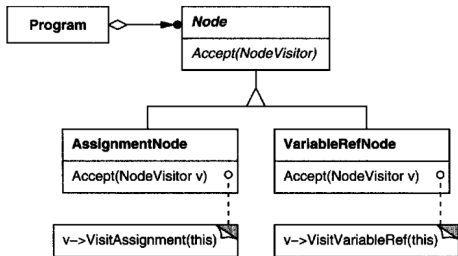 Program
Node
Accept(NodeVisitor)
AssignmentNode
Accept(NodeVisitor v)
VariableRefNode
Accept(NodeVisitor v)
v–>VisitAssignment(this)
v–>VisitVariableRef(this)